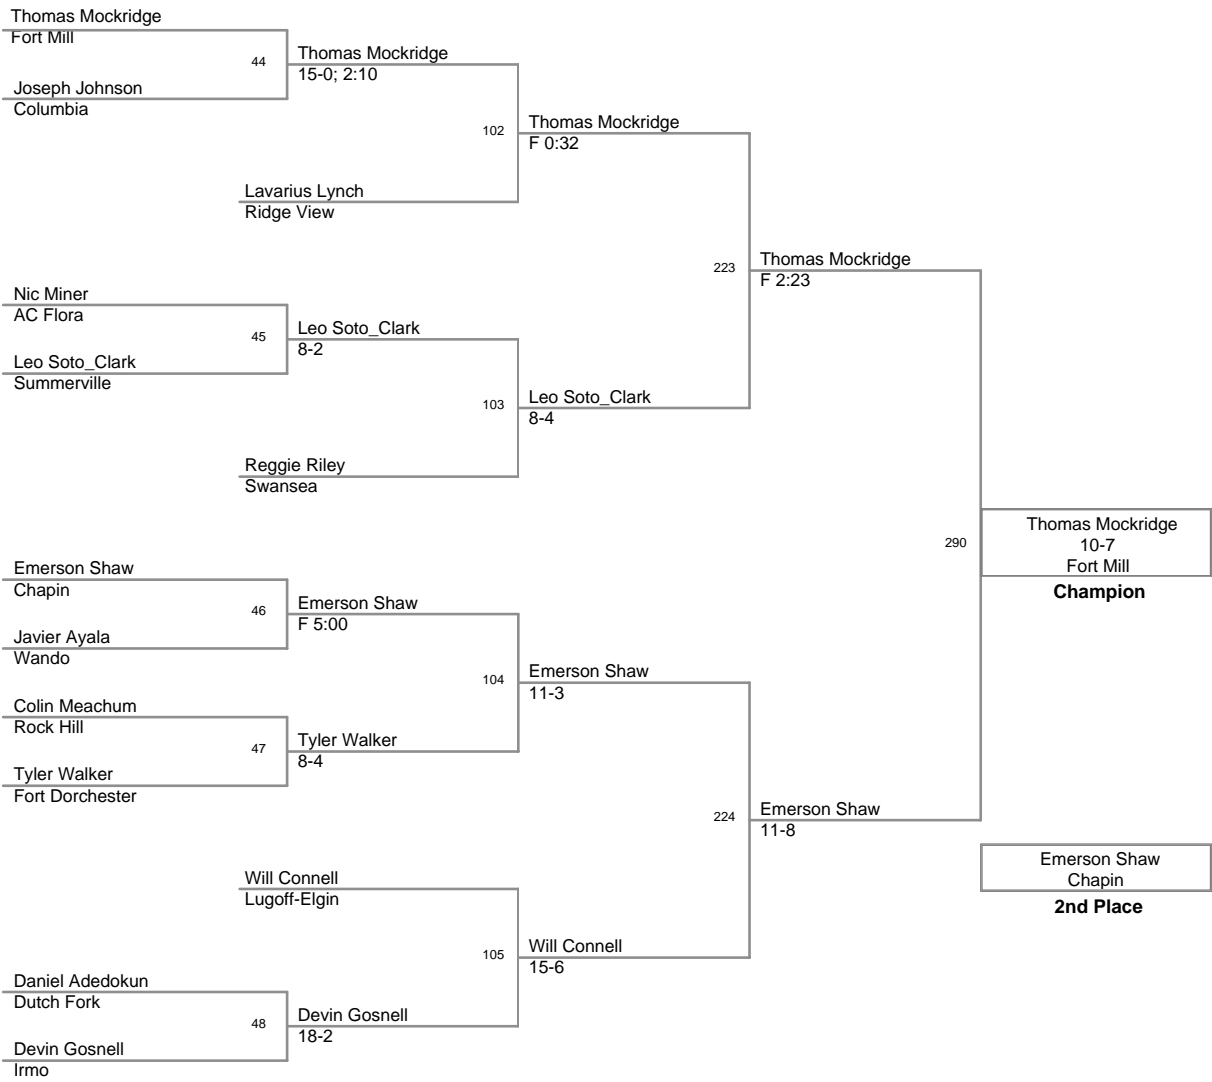 Thomas Mockridge
Fort Mill
44
Thomas Mockridge
15-0; 2:10
Joseph Johnson
Columbia
102
Thomas Mockridge
F 0:32
Lavarius Lynch
Ridge View
223
Thomas Mockridge
F 2:23
Nic Miner
AC Flora
45
Leo Soto_Clark
8-2
Leo Soto_Clark
Summerville
103
Leo Soto_Clark
8-4
Reggie Riley
Swansea
290
Thomas Mockridge
10-7
Fort Mill
Champion
Emerson Shaw
Chapin
46
Emerson Shaw
F 5:00
Javier Ayala
Wando
104
Emerson Shaw
11-3
Colin Meachum
Rock Hill
47
Tyler Walker
8-4
Tyler Walker
Fort Dorchester
224
Emerson Shaw
11-8
Emerson Shaw
Chapin
2nd Place
Will Connell
Lugoff-Elgin
105
Will Connell
15-6
Daniel Adedokun
Dutch Fork
48
Devin Gosnell
18-2
Devin Gosnell
Irmo